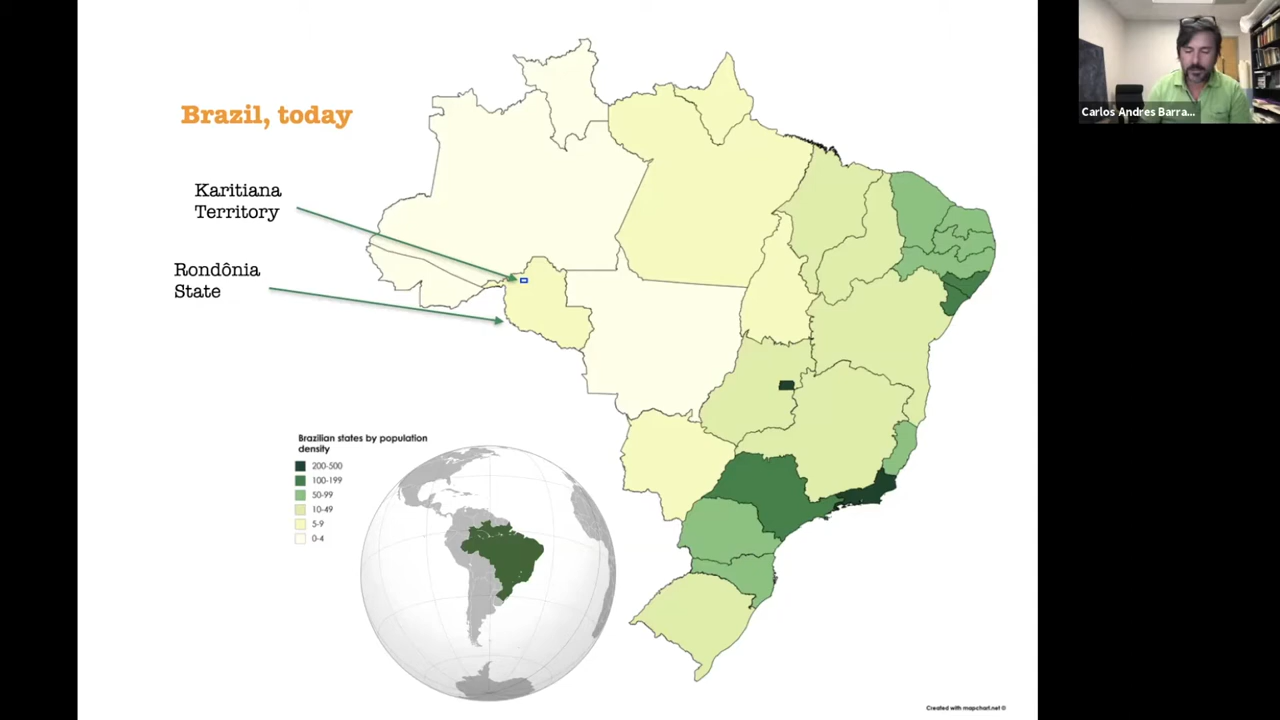 Brazil, today
Karitiana
Territory
Rondônia
State
Brazilian states by population
density
200-500
100-199
50-99
10-49
5-9
0-4
Created with mapchart.net ©
Carlos Andres Barra...